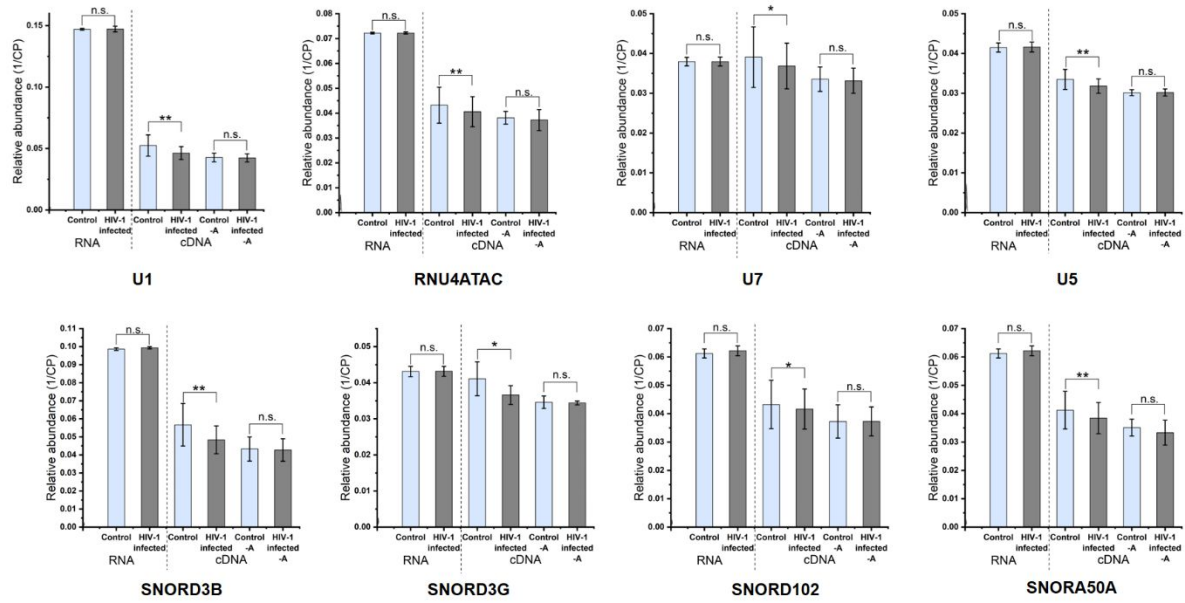 Relative abundance (1/CP)
0.15
0.10
0.05
0.00
n.s.
**
n.s.
Control HIV-1 Control HIV-1 Control HIV-1
infected infected -A infected
-A
RNA cDNA
U1
Relative abundance (1/CP)
0.08
0.07
0.06
0.05
0.04
0.03
0.02
0.01
0.00
n.s.
**
n.s.
Control HIV-1 Control HIV-1 Control HIV-1
infected infected -A infected
-A
RNA cDNA
RNU4ATAC
Relative abundance (1/CP)
0.05
0.04
0.03
0.02
0.01
0.00
n.s.
*
n.s.
Control HIV-1 Control HIV-1 Control HIV-1
infected infected -A infected
-A
RNA cDNA
U7
Relative abundance (1/CP)
0.05
0.04
0.03
0.02
0.01
0.00
n.s.
**
n.s.
Control HIV-1 Control HIV-1 Control HIV-1
infected infected -A infected
-A
RNA cDNA
U5
Relative abundance (1/CP)
0.11
0.10
0.09
0.08
0.07
0.06
0.05
0.04
0.03
0.02
0.01
0.00
n.s.
**
n.s.
Control HIV-1 Control HIV-1 Control HIV-1
infected infected -A infected
-A
RNA cDNA
SNORD3B
Relative abundance (1/CP)
0.05
0.04
0.03
0.02
0.01
0.00
n.s.
*
n.s.
Control HIV-1 Control HIV-1 Control HIV-1
infected infected -A infected
-A
RNA cDNA
SNORD3G
Relative abundance (1/CP)
0.07
0.06
0.05
0.04
0.03
0.02
0.01
0.00
n.s.
*
n.s.
Control HIV-1 Control HIV-1 Control HIV-1
infected infected -A infected
-A
RNA cDNA
SNORD102
Relative abundance (1/CP)
0.07
0.06
0.05
0.04
0.03
0.02
0.01
0.00
n.s.
**
n.s.
Control HIV-1 Control HIV-1 Control HIV-1
infected infected -A infected
-A
RNA cDNA
SNORA50A